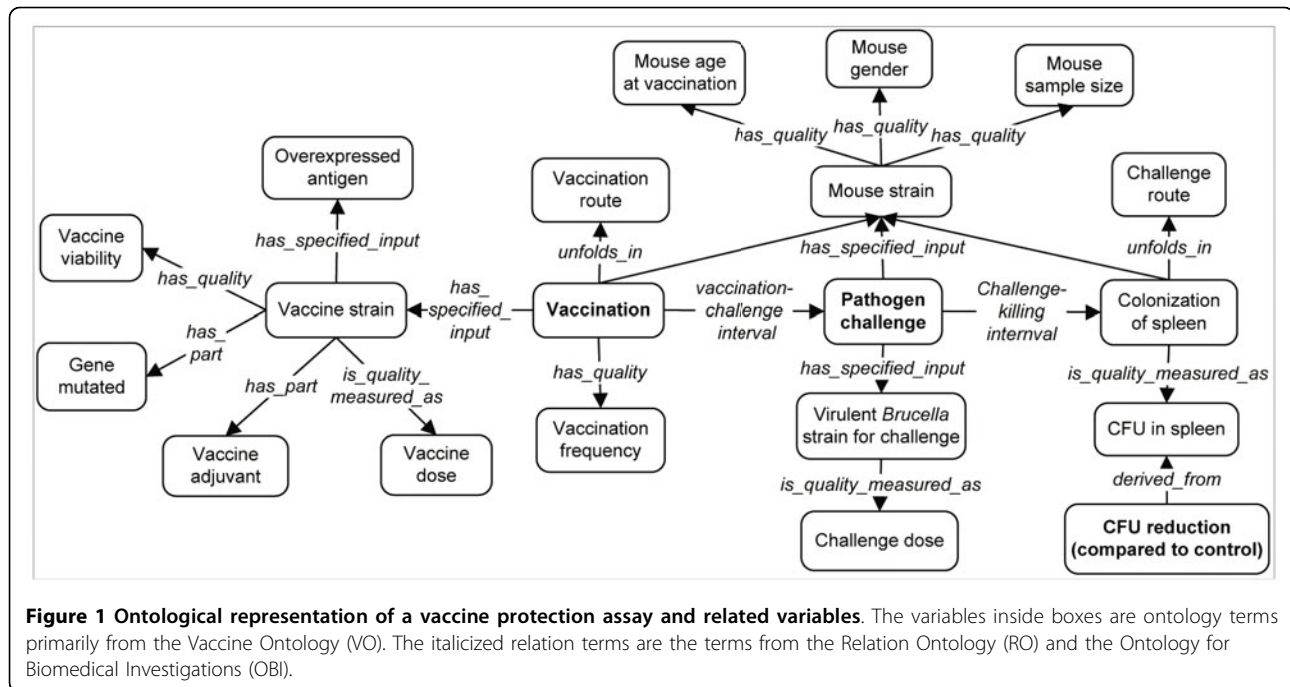 Mouse age
at vaccination
Mouse
gender
Mouse
sample size
has_quality
has_quality
has_quality
Overexpressed
antigen
Vaccination
route
Mouse strain
Challenge
route
Vaccine
viability
has_specified_input
unfolds_in
has_specified_input
unfolds_in
has_quality
Vaccine strain
has_
specified_
input
Vaccination
vaccination-
challenge
interval
Pathogen
challenge
Challenge-
killing
internval
Colonization
of spleen
has_
part
Gene
mutated
has_part
is_quality_
measured_as
has_quality
has_specified_input
is_quality_measured_as
Vaccine
adjuvant
Vaccine
dose
Vaccination
frequency
Virulent Brucella
strain for challenge
CFU in spleen
is_quality_measured_as
derived_from
Challenge dose
CFU reduction
(compared to control)
Figure 1 Ontological representation of a vaccine protection assay and related variables. The variables inside boxes are ontology terms
primarily from the Vaccine Ontology (VO). The italicized relation terms are the terms from the Relation Ontology (RO) and the Ontology for
Biomedical Investigations (OBI).